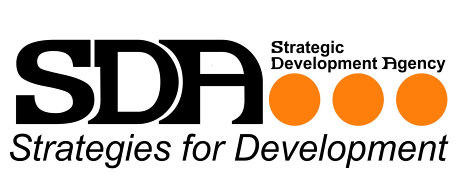 SDA
Strategic
Development Agency
Strategies for Development